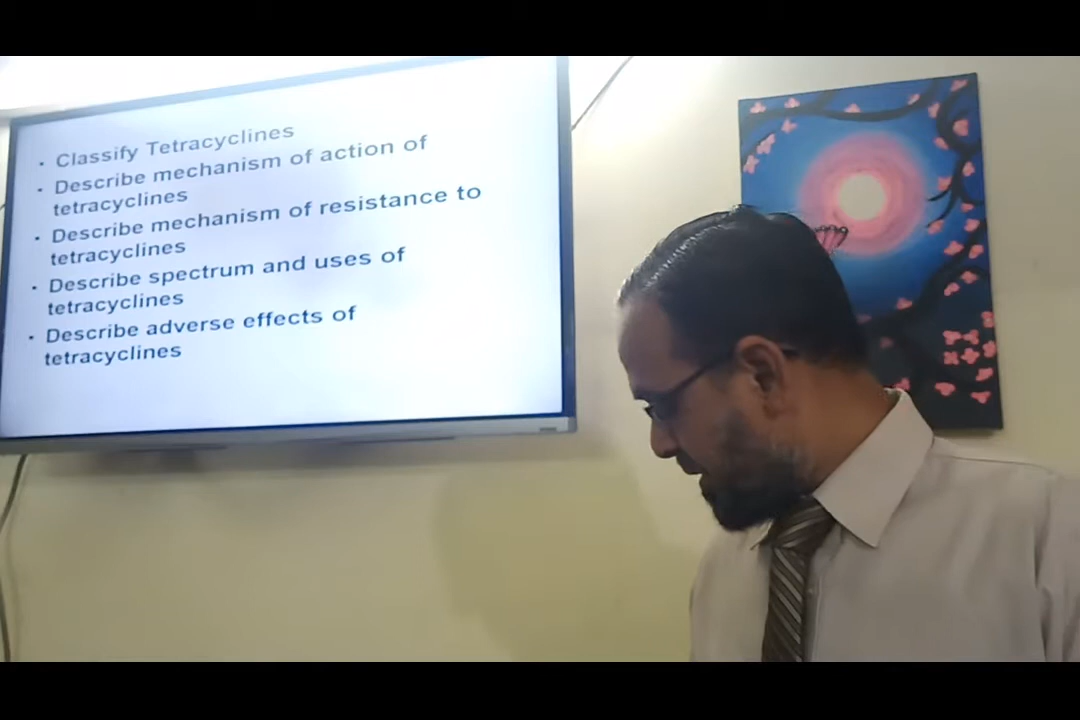 • Classify Tetracyclines
• Describe mechanism of action of
tetracyclines
• Describe mechanism of resistance to
tetracyclines
• Describe spectrum and uses of
tetracyclines
• Describe adverse effects of
tetracyclines